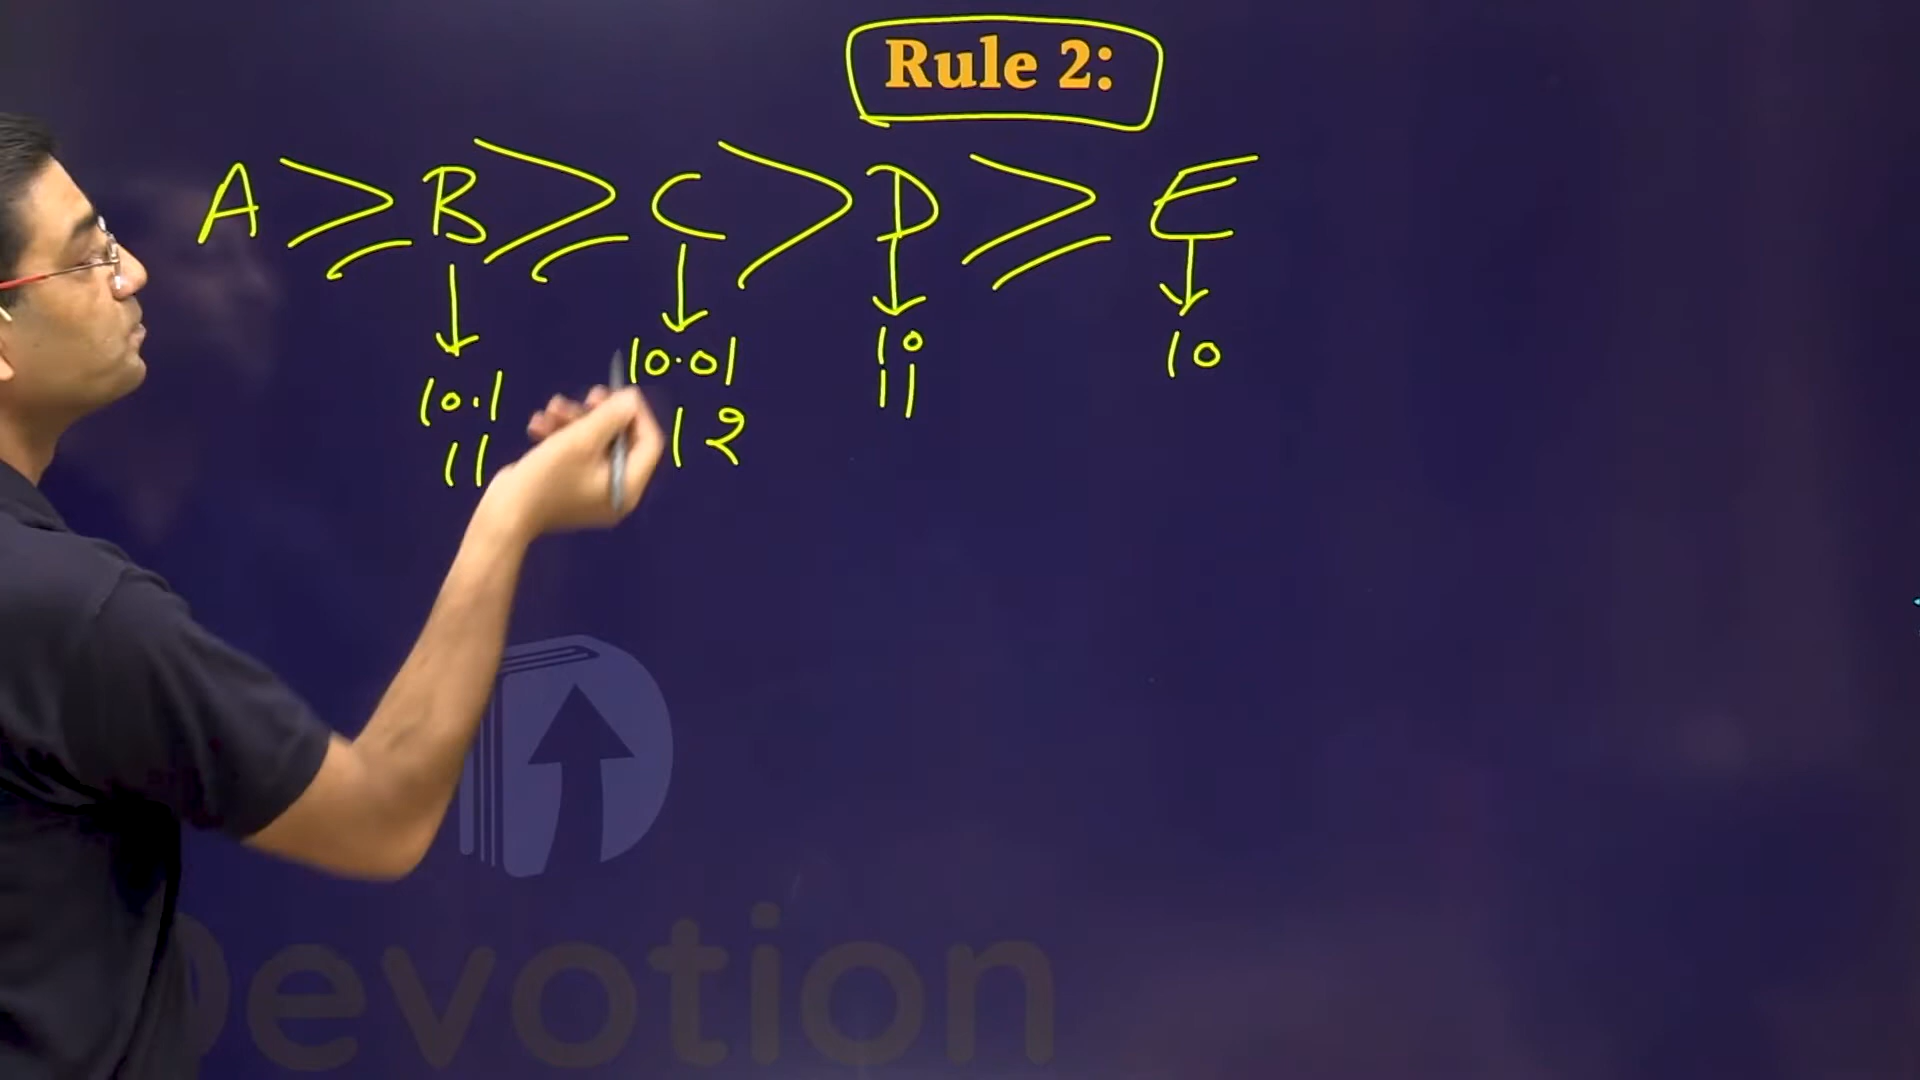 Rule 2:
A ≥ B ≥ C > D ≥ E
10.1 10.01 10 10
11 12 11
Devotion